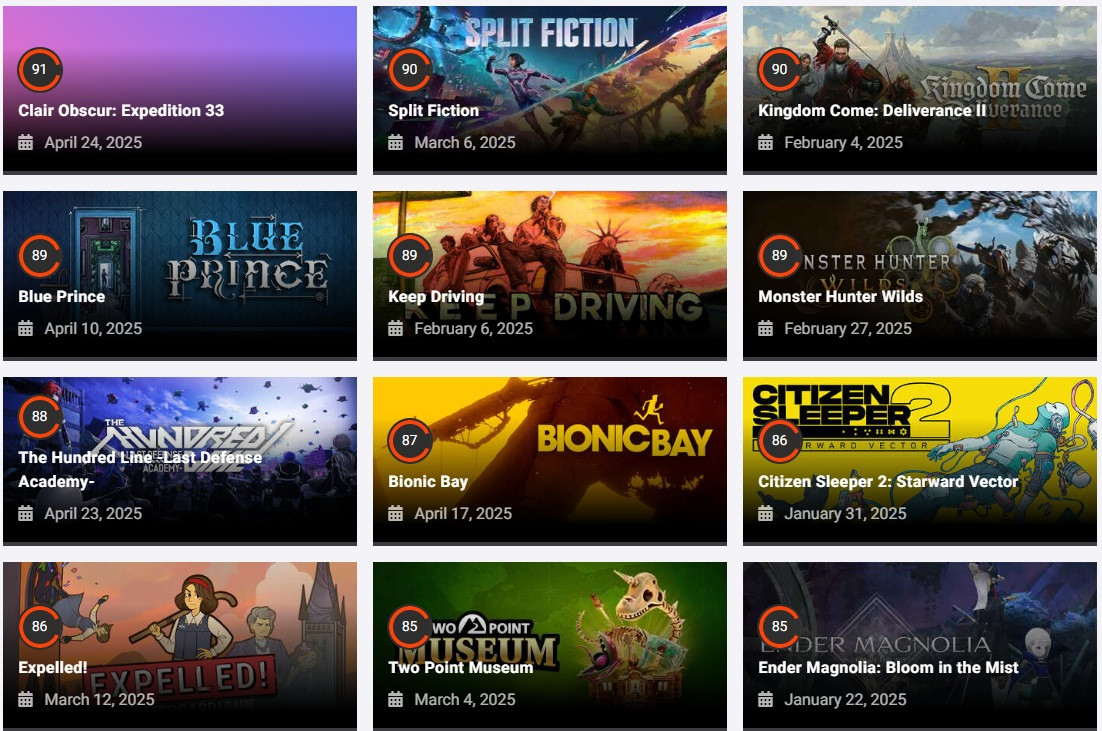 91
Clair Obscur: Expedition 33
April 24, 2025
SPLIT FICTION
90
Split Fiction
March 6, 2025
90
Kingdom Come
II
Kingdom Come: Deliverance II
February 4, 2025
BLUE
PRINCE
89
Blue Prince
April 10, 2025
89
Keep Driving
KEEP DRIVING
February 6, 2025
89
MONSTER HUNTER
WILDS
Monster Hunter Wilds
February 27, 2025
88
THE
HUNDRED LINE
-LAST DEFENSE
ACADEMY-
The Hundred Line -Last Defense
Academy-
April 23, 2025
87
BIONIC BAY
Bionic Bay
April 17, 2025
CITIZEN
SLEEPER 2
86
STARWARD VECTOR
Citizen Sleeper 2: Starward Vector
January 31, 2025
86
Expelled!
EXPELLED!
March 12, 2025
85
TWO POINT
MUSEUM
Two Point Museum
March 4, 2025
85
ENDER MAGNOLIA
Ender Magnolia: Bloom in the Mist
January 22, 2025